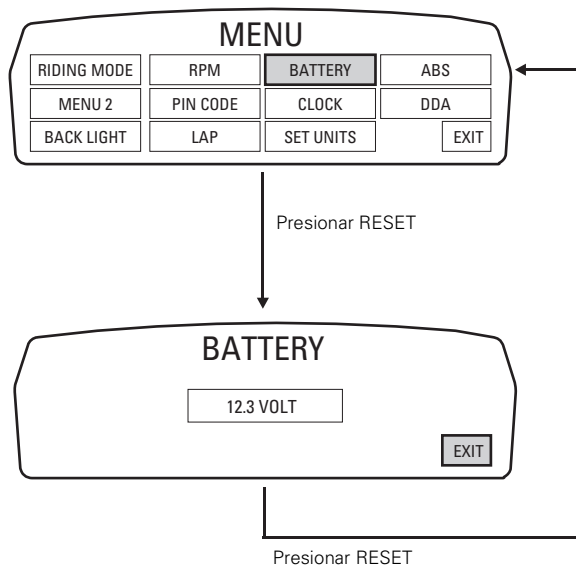 MENU
RIDING MODE RPM BATTERY ABS
MENU 2 PIN CODE CLOCK DDA
BACK LIGHT LAP SET UNITS EXIT
Presionar RESET
BATTERY
12.3 VOLT
EXIT
Presionar RESET